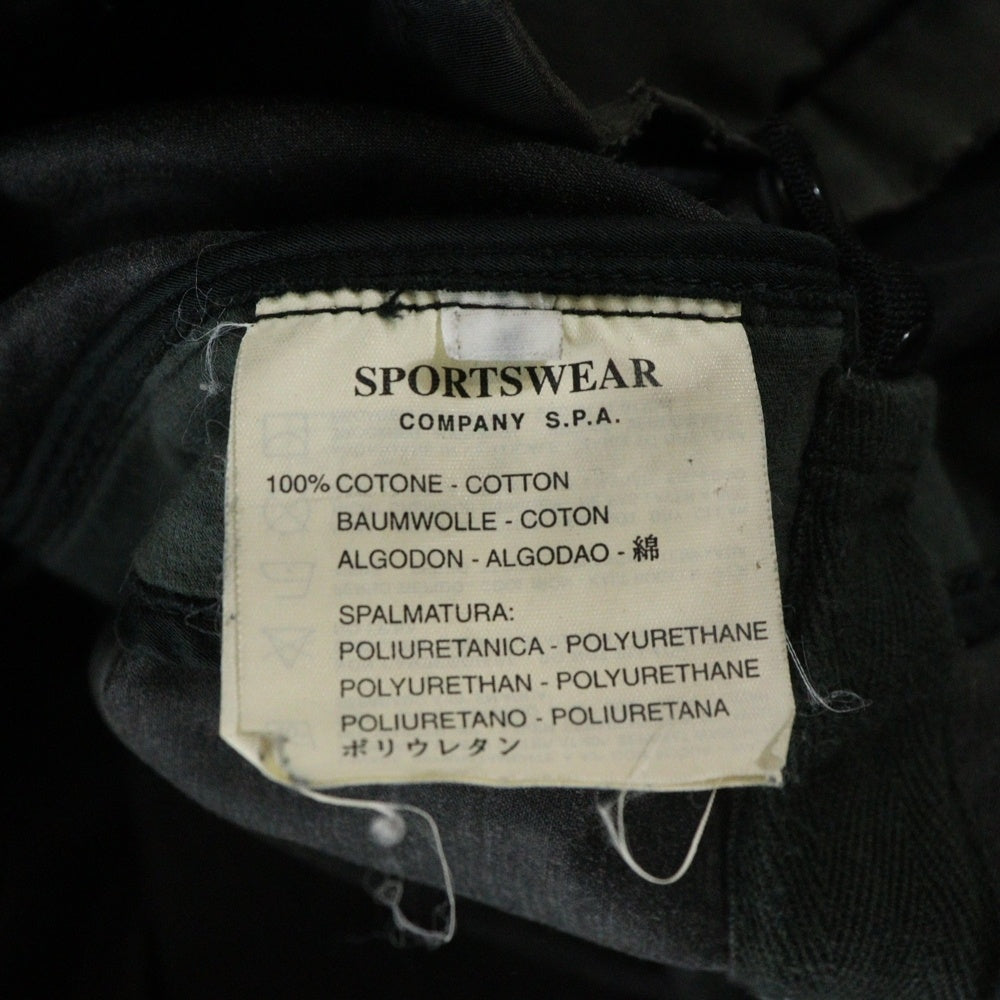 SPORTSWEAR
COMPANY S.P.A.
100% COTONE - COTTON
BAUMWOLLE - COTON
ALGODON - ALGODAO - 綿
SPALMATURA:
POLIURETANICA - POLYURETHANE
POLYURETHAN - POLYURETHANE
POLIURETANO - POLIURETANA
ポリウレタン